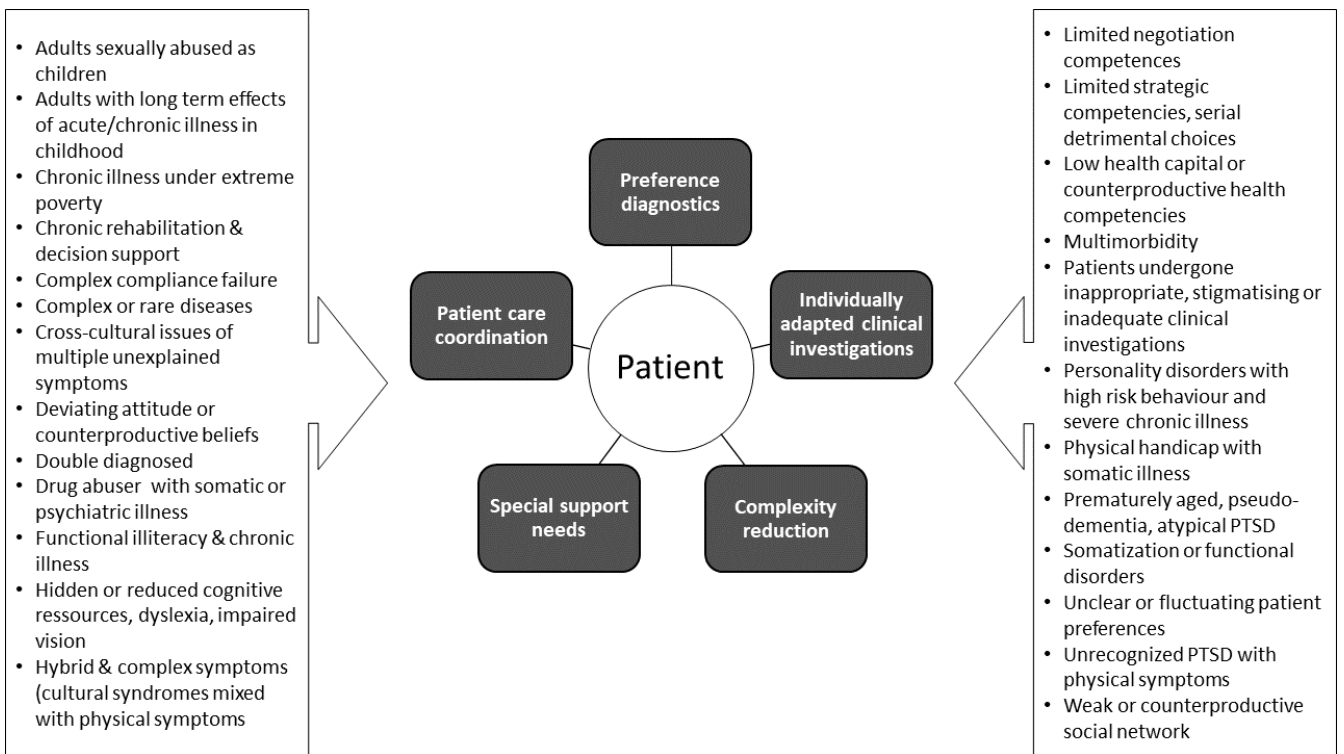 • Adults sexually abused as
children
• Adults with long term effects
of acute/chronic illness in
childhood
• Chronic illness under extreme
poverty
• Chronic rehabilitation &
decision support
• Complex compliance failure
• Complex or rare diseases
• Cross-cultural issues of
multiple unexplained
symptoms
• Deviating attitude or
counterproductive beliefs
• Double diagnosed
• Drug abuser with somatic or
psychiatric illness
• Functional illiteracy & chronic
illness
• Hidden or reduced cognitive
ressources, dyslexia, impaired
vision
• Hybrid & complex symptoms
(cultural syndromes mixed
with physical symptoms
Preference
diagnostics
Patient care
coordination
Individually
adapted clinical
investigations
Patient
Special support
needs
Complexity
reduction
• Limited negotiation
competences
• Limited strategic
competencies, serial
detrimental choices
• Low health capital or
counterproductive health
competencies
• Multimorbidity
• Patients undergone
inappropriate, stigmatising or
inadequate clinical
investigations
• Personality disorders with
high risk behaviour and
severe chronic illness
• Physical handicap with
somatic illness
• Prematurely aged, pseudo-
dementia, atypical PTSD
• Somatization or functional
disorders
• Unclear or fluctuating patient
preferences
• Unrecognized PTSD with
physical symptoms
• Weak or counterproductive
social network